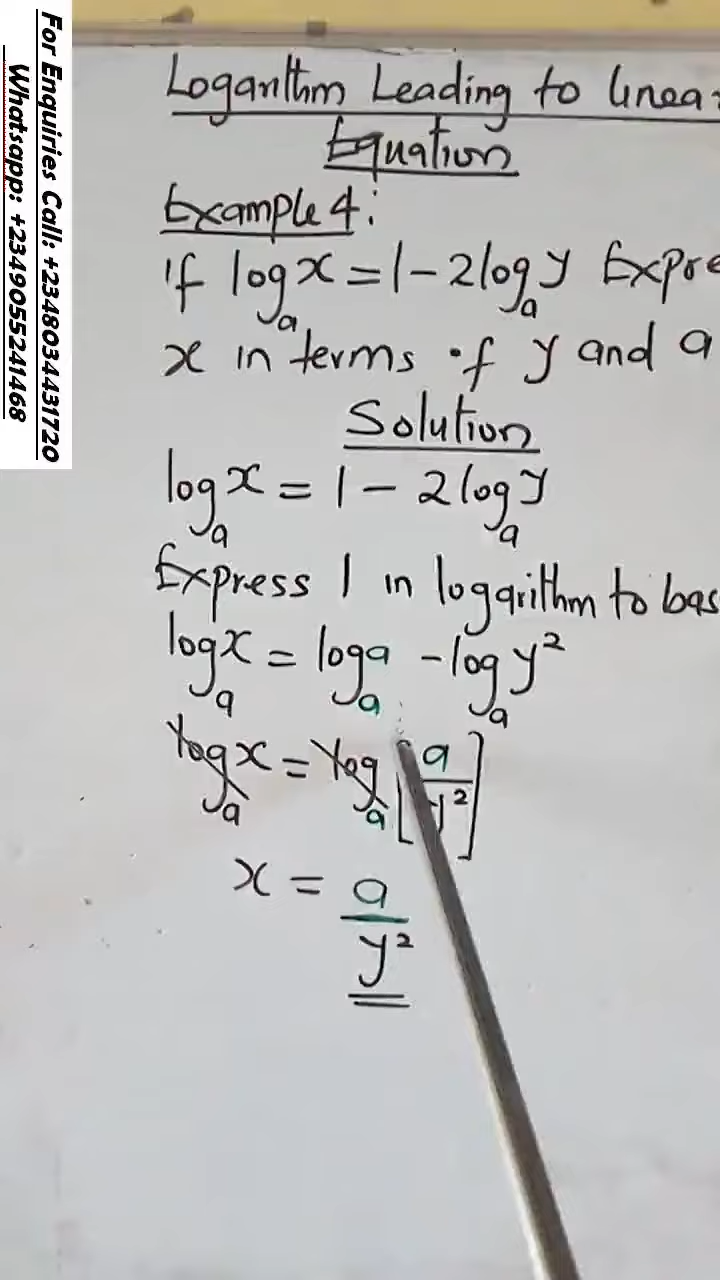 For Enquiries Call: +2348034431720
Whatsapp: +2349055241468
Logarithm Leading to linear
Equation
Example 4:
If logₐx = 1 - 2logₐy Expre
x in terms of y and a
Solution
logₐx = 1 - 2logₐy
Express 1 in logarithm to bas
logₐx = logₐa - logₐy²
logₐx = logₐ[a/y²]
x = a/y²